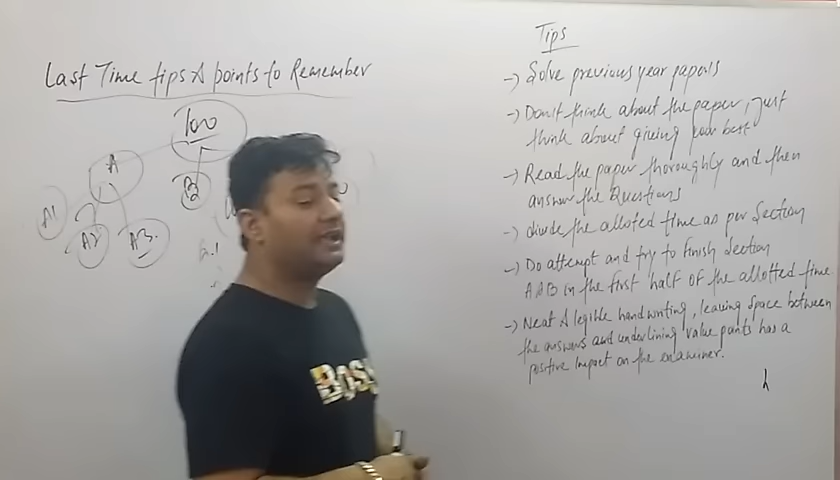 Last Time tips & points to Remember
100
A
B
A1
A2
A3.
Tips
-) Solve previous year papers
-) Don't think about the paper, just
think about giving your best
-) Read the paper thoroughly and then
answer the Questions
-) divide the alloted time as per Section
-) Do attempt and try to finish Section
A & B in the first half of the allotted time.
-) Neat & legible handwriting, leaving space between
the answers and underlining value points has a
positive impact on the examiner.
BOSS